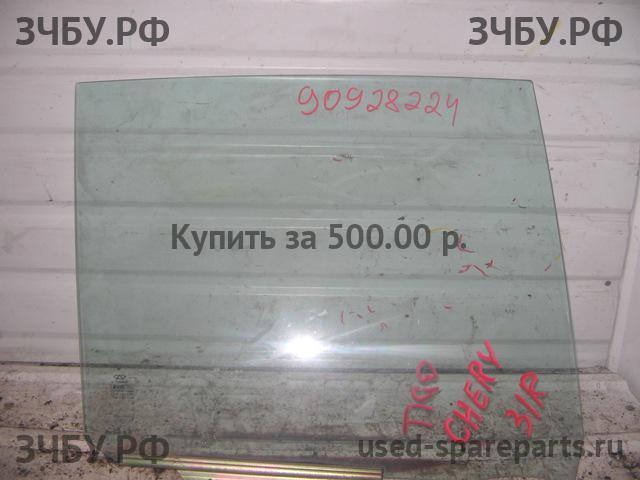 ЗЧБУ.РФ ЗЧБУ.РФ
90928224
Купить за 500.00 р.
TIGO
CHERY
З/R
ЗЧБУ.РФ used-spareparts.ru